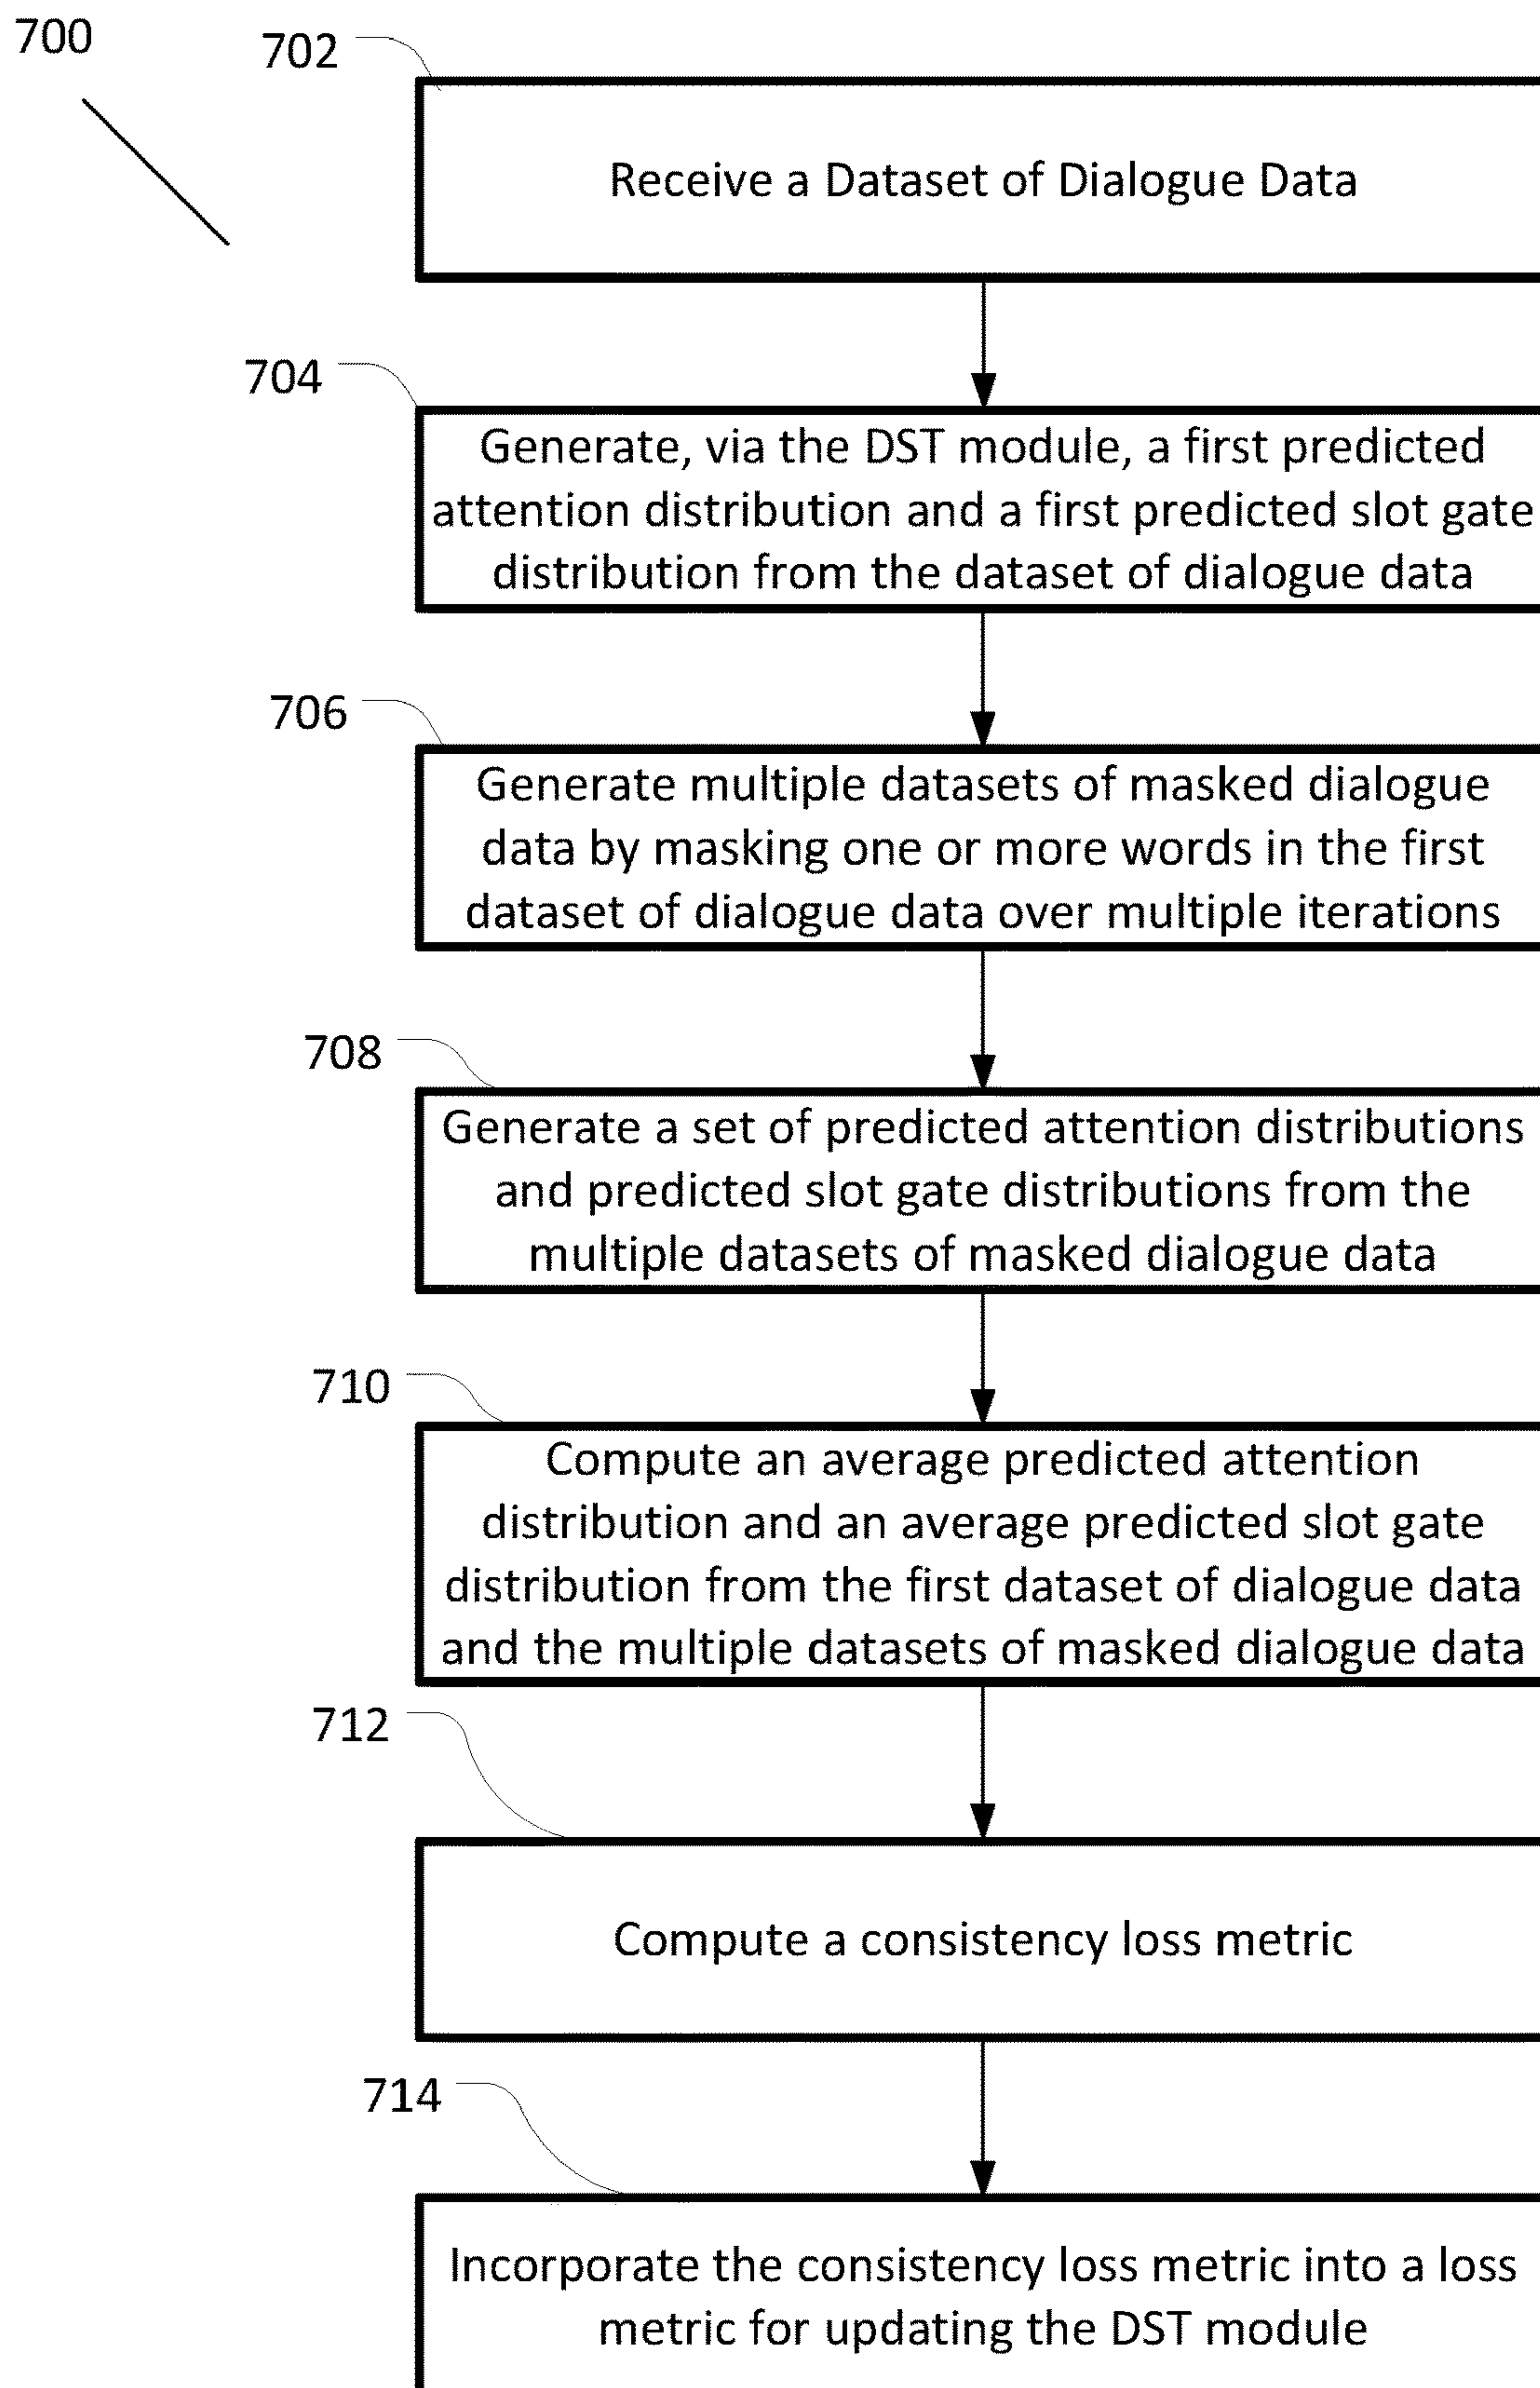 700
702
Receive a Dataset of Dialogue Data
704
Generate, via the DST module, a first predicted
attention distribution and a first predicted slot gate
distribution from the dataset of dialogue data
706
Generate multiple datasets of masked dialogue
data by masking one or more words in the first
dataset of dialogue data over multiple iterations
708
Generate a set of predicted attention distributions
and predicted slot gate distributions from the
multiple datasets of masked dialogue data
710
Compute an average predicted attention
distribution and an average predicted slot gate
distribution from the first dataset of dialogue data
and the multiple datasets of masked dialogue data
712
Compute a consistency loss metric
714
Incorporate the consistency loss metric into a loss
metric for updating the DST module